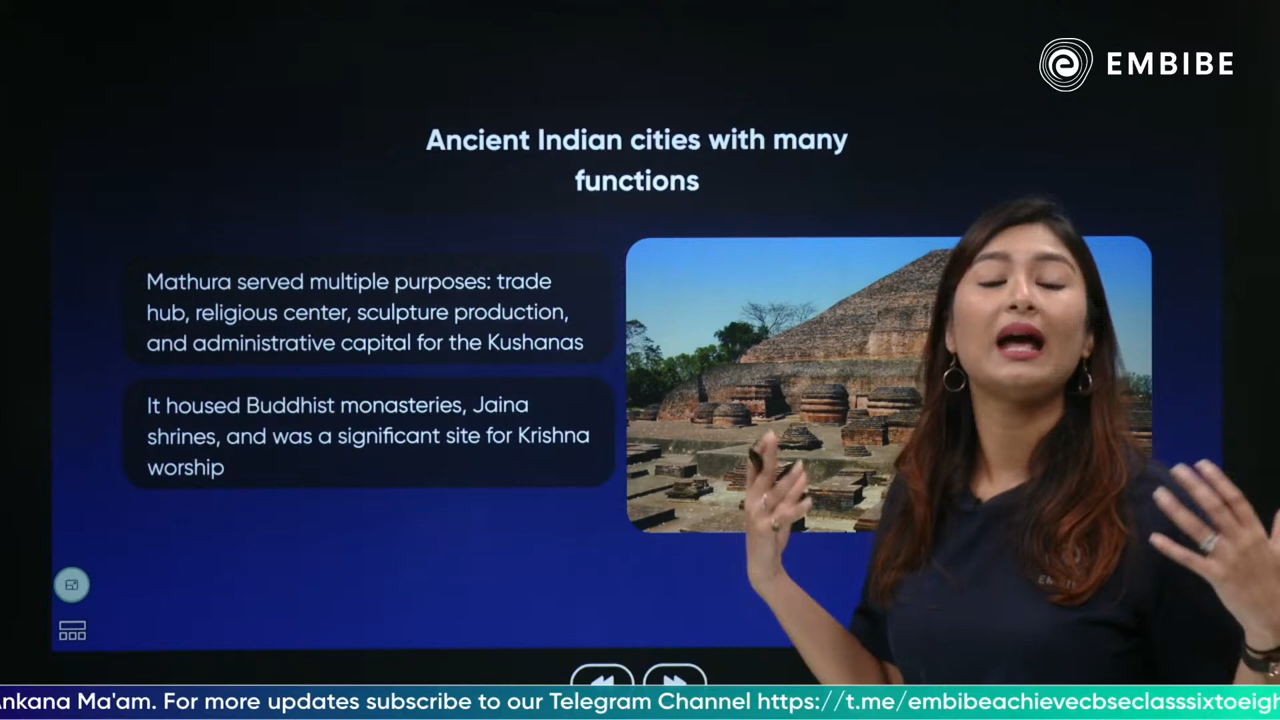 EMBIBE
Ancient Indian cities with many
functions
Mathura served multiple purposes: trade
hub, religious center, sculpture production,
and administrative capital for the Kushanas
It housed Buddhist monasteries, Jaina
shrines, and was a significant site for Krishna
worship
Ma'am. For more updates subscribe to our Telegram Channel https://t.me/embibeachievecbseclasssixtoeigh